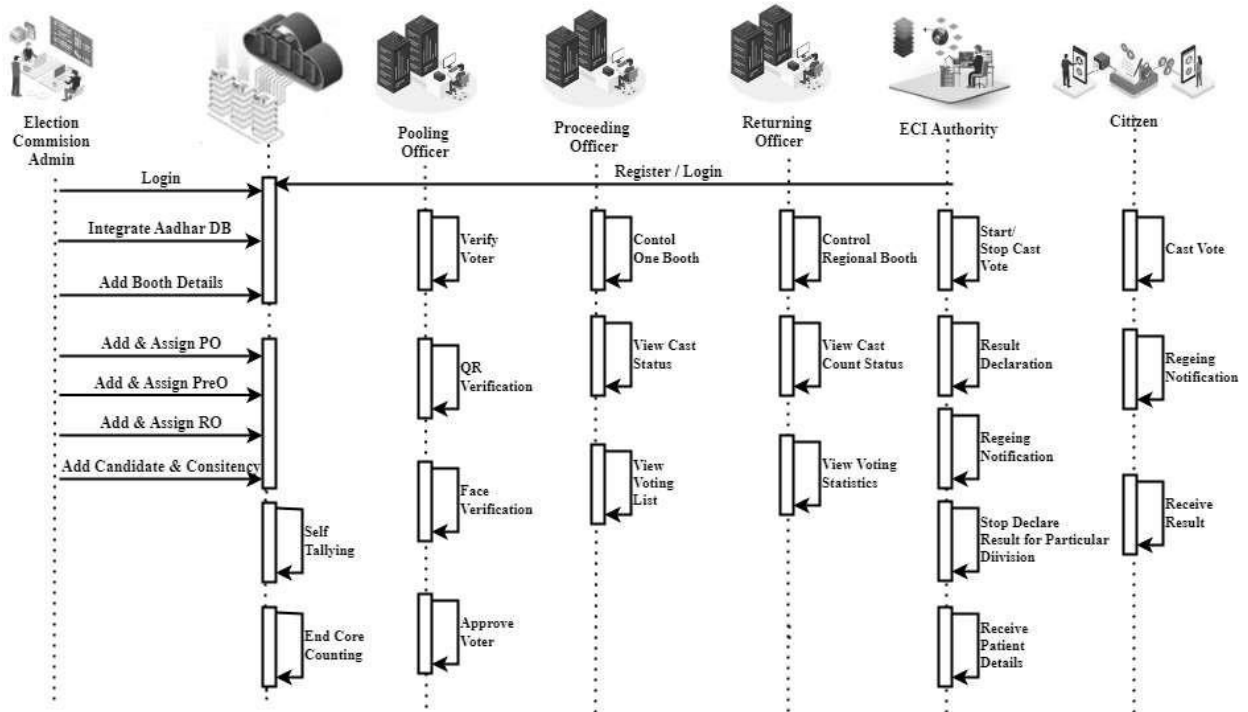 Election
Commision
Admin
Pooling
Officer
Proceeding
Officer
Returning
Officer
ECI Authority
Citizen
Login
Register / Login
Integrate Aadhar DB
Add Booth Details
Verify
Voter
Contol
One Booth
Control
Regional Booth
Start/
Stop Cast
Vote
Cast Vote
Add & Assign PO
Add & Assign PreO
Add & Assign RO
Add Candidate & Consitency
QR
Verification
View Cast
Status
View Cast
Count Status
Result
Declaration
Regeing
Notification
Regeing
Notification
Face
Verification
View
Voting
List
View Voting
Statistics
Self
Tallying
Stop Declare
Result for Particular
Diivision
Receive
Result
End Core
Counting
Approve
Voter
Receive
Patient
Details